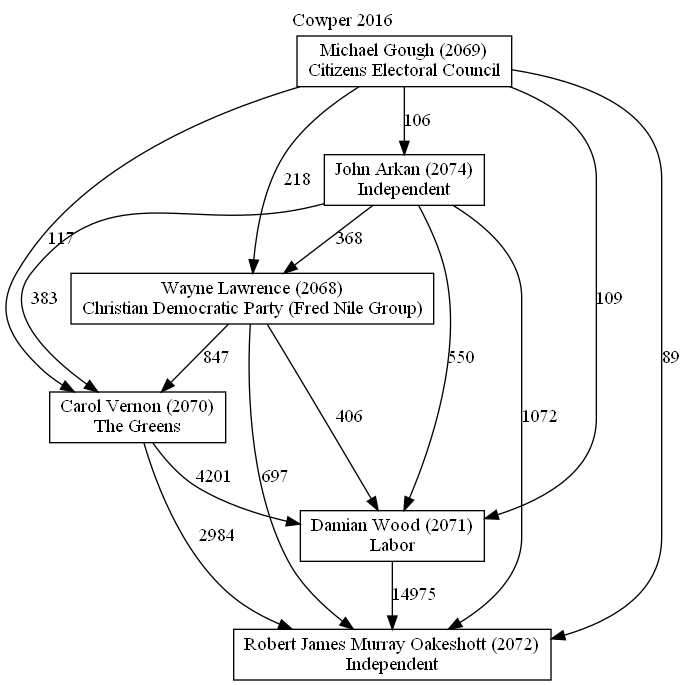 Cowper 2016
Michael Gough (2069)
Citizens Electoral Council
106
John Arkan (2074)
Independent
218
117
368
383
Wayne Lawrence (2068)
Christian Democratic Party (Fred Nile Group)
109
847
550
89
Carol Vernon (2070)
The Greens
406
1072
4201
697
Damian Wood (2071)
Labor
2984
14975
Robert James Murray Oakeshott (2072)
Independent